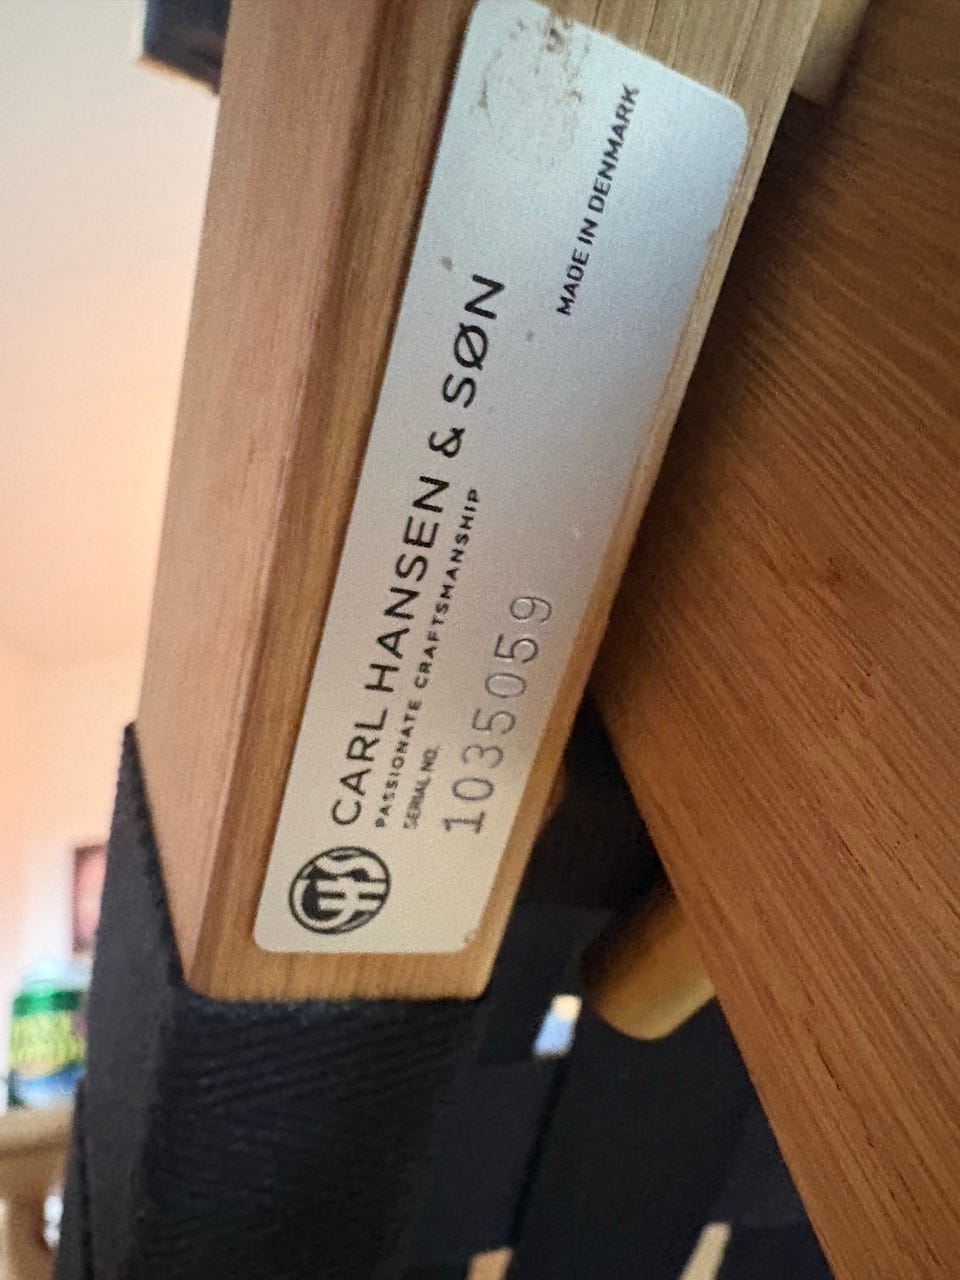 CARL HANSEN & SØN
PASSIONATE CRAFTSMANSHIP
SERIAL NO.
1035059
MADE IN DENMARK